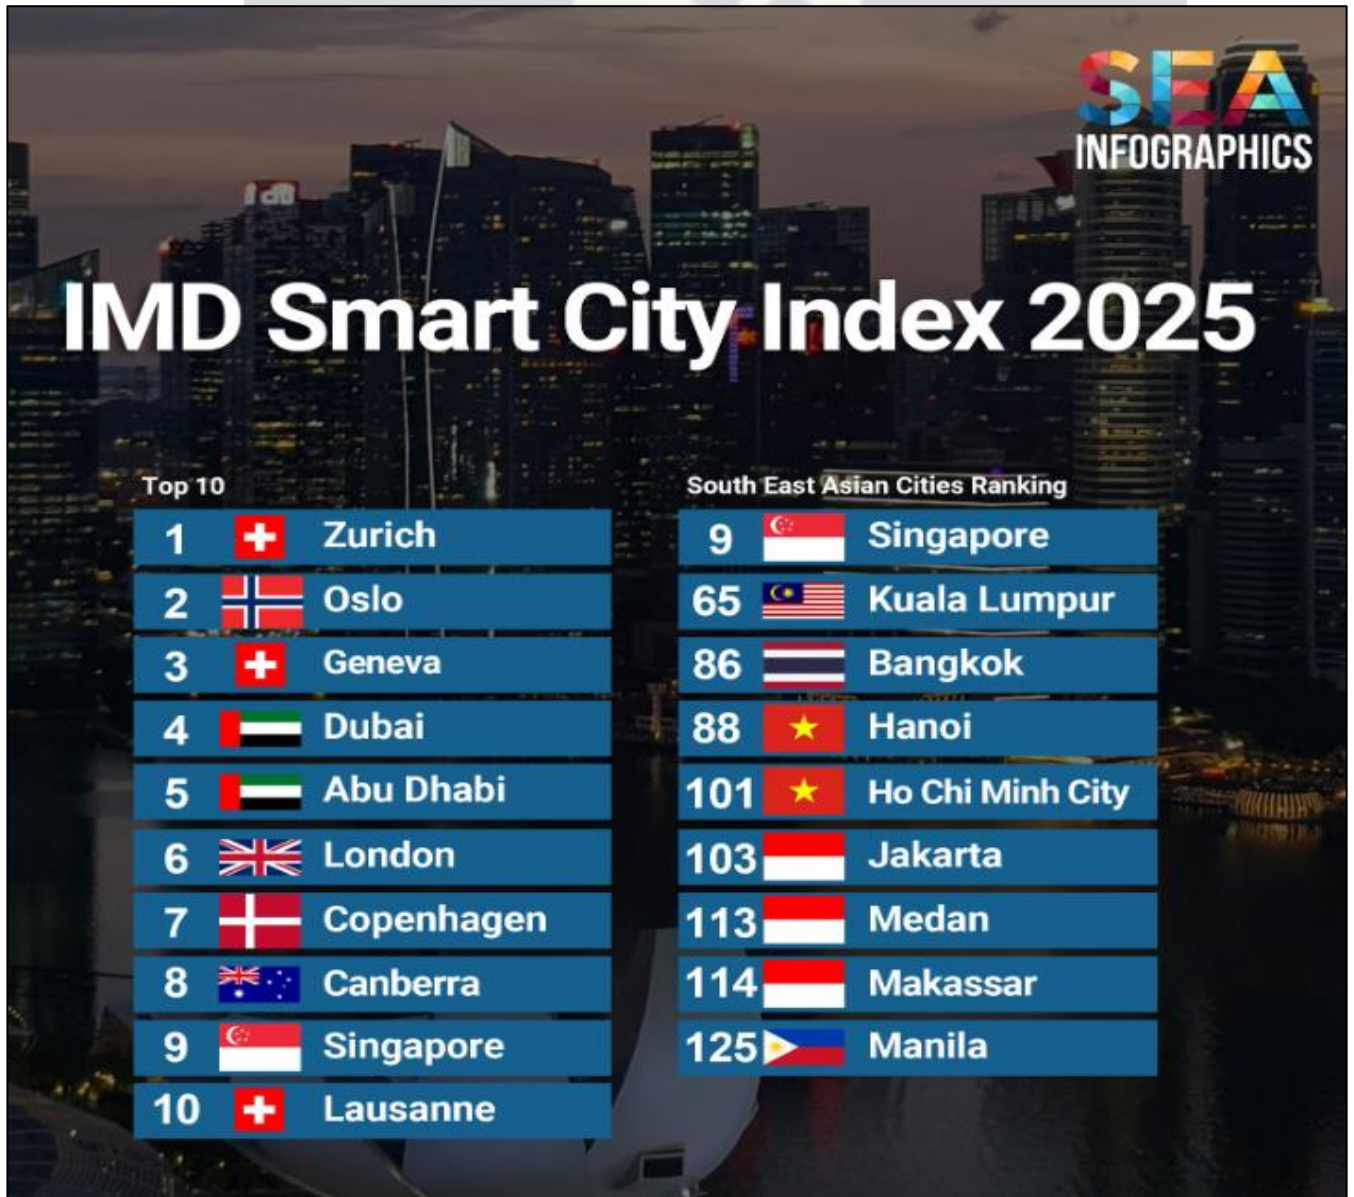 SEA
INFOGRAPHICS
citi
IMD Smart City Index 2025
Top 10
1 Zurich
2 Oslo
3 Geneva
4 Dubai
5 Abu Dhabi
6 London
7 Copenhagen
8 Canberra
9 Singapore
10 Lausanne
South East Asian Cities Ranking
9 Singapore
65 Kuala Lumpur
86 Bangkok
88 Hanoi
101 Ho Chi Minh City
103 Jakarta
113 Medan
114 Makassar
125 Manila